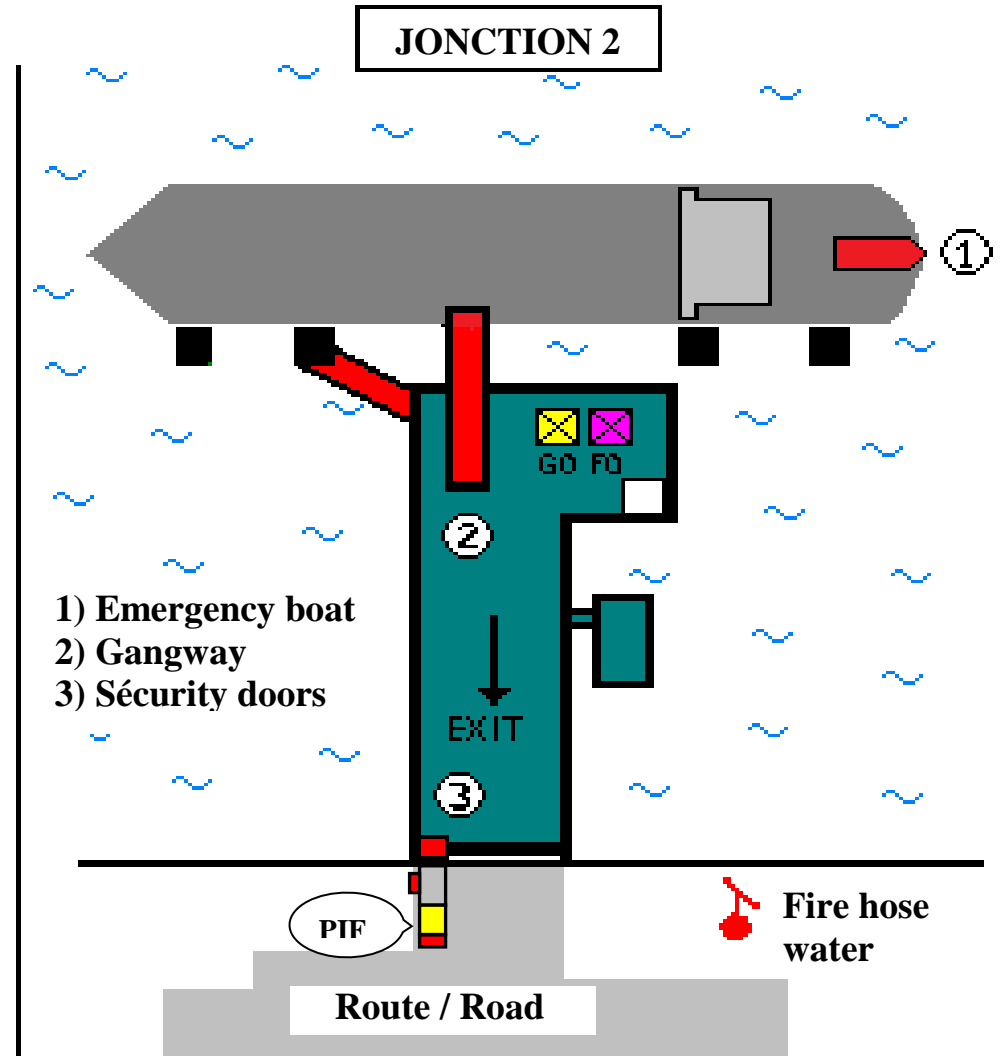 JONCTION 2
1
GO FO
2
1) Emergency boat
2) Gangway
3) Sécurity doors
EXIT
3
PIF
Fire hose
water
Route / Road